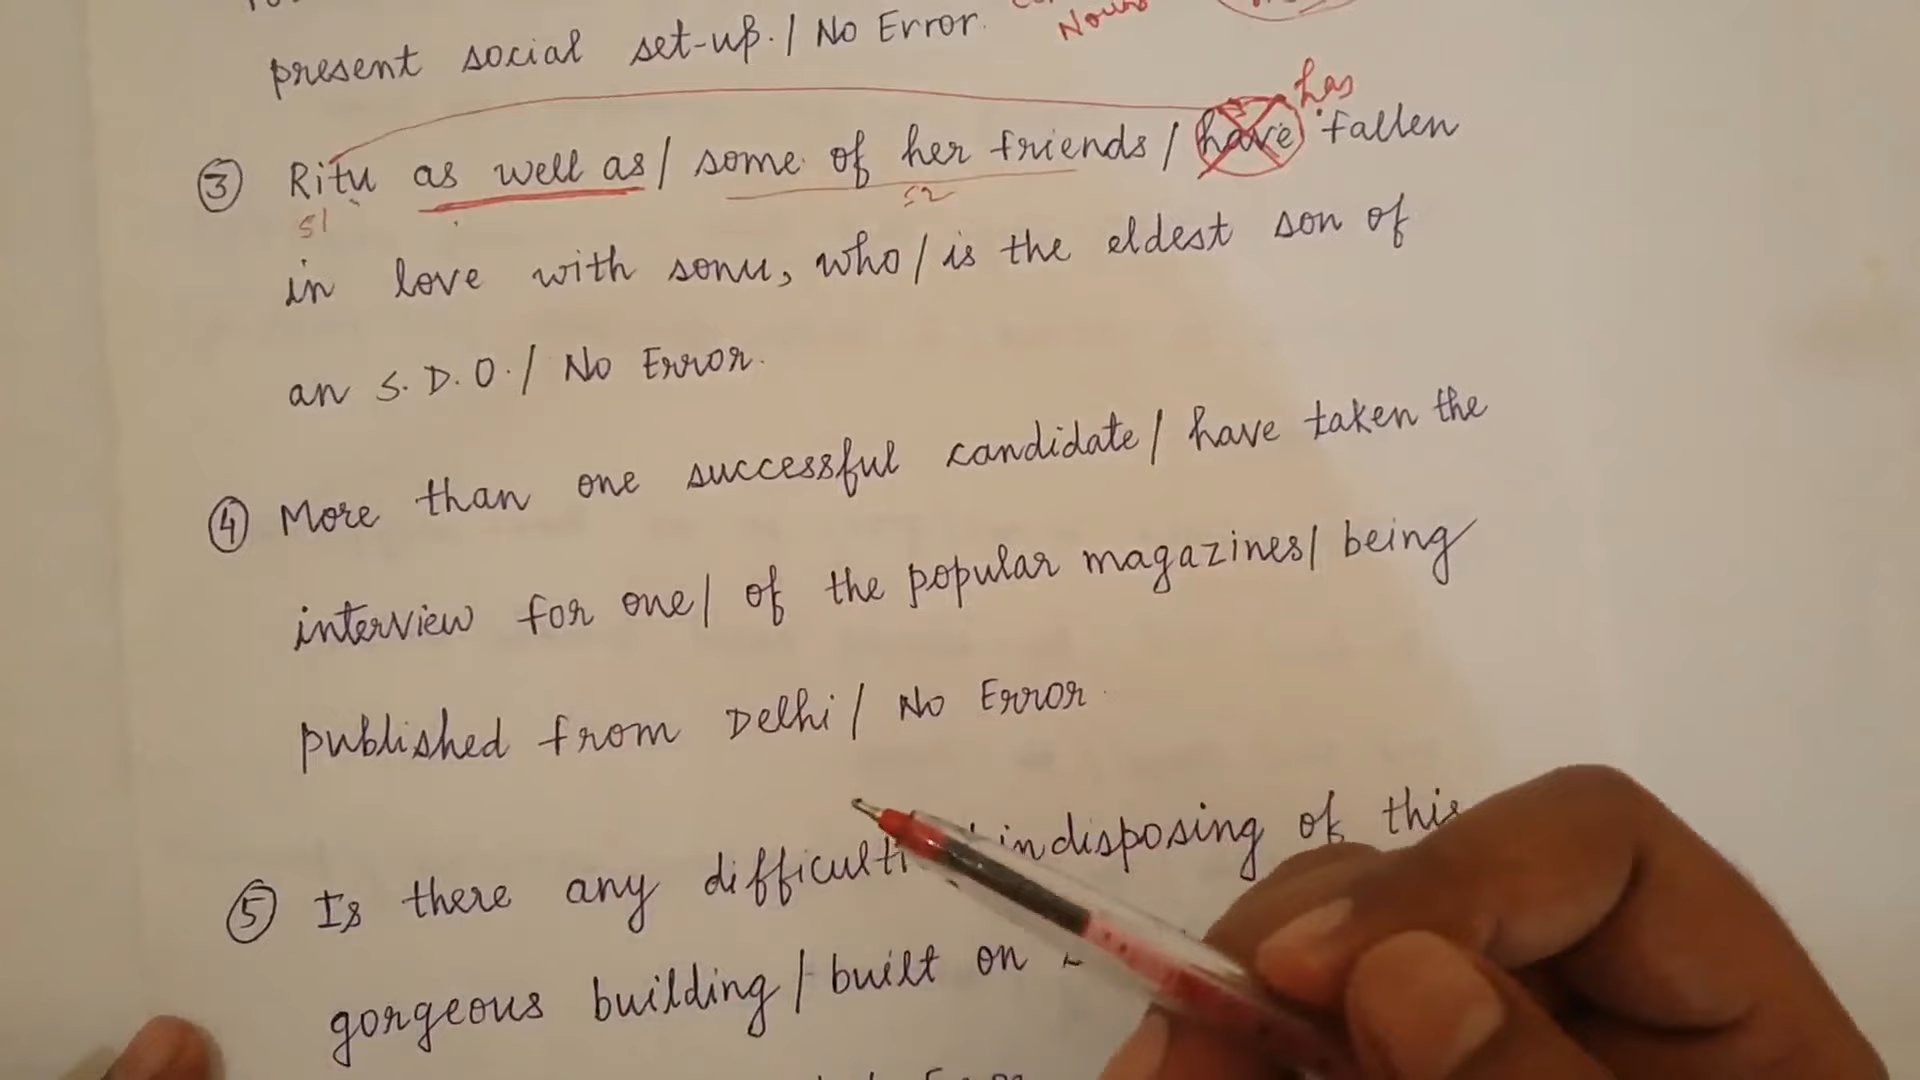 present social set-up. / No Error.
Nouns
has
③ Ritu as well as / some of her friends / have fallen
S1
S2
in love with sonu, who / is the eldest son of
an S.D.O. / No Error.
④ More than one successful candidate / have taken the
interview for one / of the popular magazines / being
published from Delhi / No Error.
⑤ Is there any indisposing of this
gorgeous building / built on